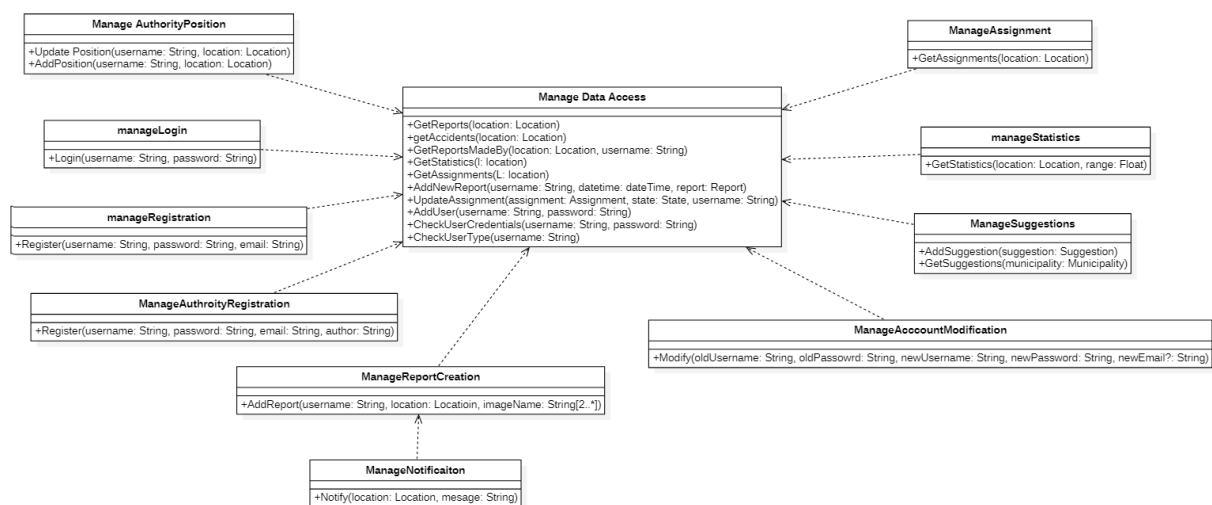 Manage AuthorityPosition
+Update Position(username: String, location: Location)
+AddPosition(username: String, location: Location)
ManageAssignment
+GetAssignments(location: Location)
Manage Data Access
+GetReports(location: Location)
+getAccidents(location: Location)
+GetReportsMadeBy(location: Location, username: String)
+GetStatistics(l: location)
+GetAssignments(L: location)
+AddNewReport(username: String, datetime: dateTime, report: Report)
+UpdateAssignment(assignment: Assignment, state: State, username: String)
+AddUser(username: String, password: String)
+CheckUserCredentials(username: String, password: String)
+CheckUserType(username: String)
manageLogin
+Login(username: String, password: String)
manageStatistics
+GetStatistics(location: Location, range: Float)
manageRegistration
+Register(username: String, password: String, email: String)
ManageSuggestions
+AddSuggestion(suggestion: Suggestion)
+GetSuggestions(municipality: Municipality)
ManageAuthroityRegistration
+Register(username: String, password: String, email: String, author: String)
ManageAcccountModification
+Modify(oldUsername: String, oldPassowrd: String, newUsername: String, newPassword: String, newEmail?: String)
ManageReportCreation
+AddReport(username: String, location: Locatioin, imageName: String[2..*])
ManageNotificaiton
+Notify(location: Location, mesage: String)